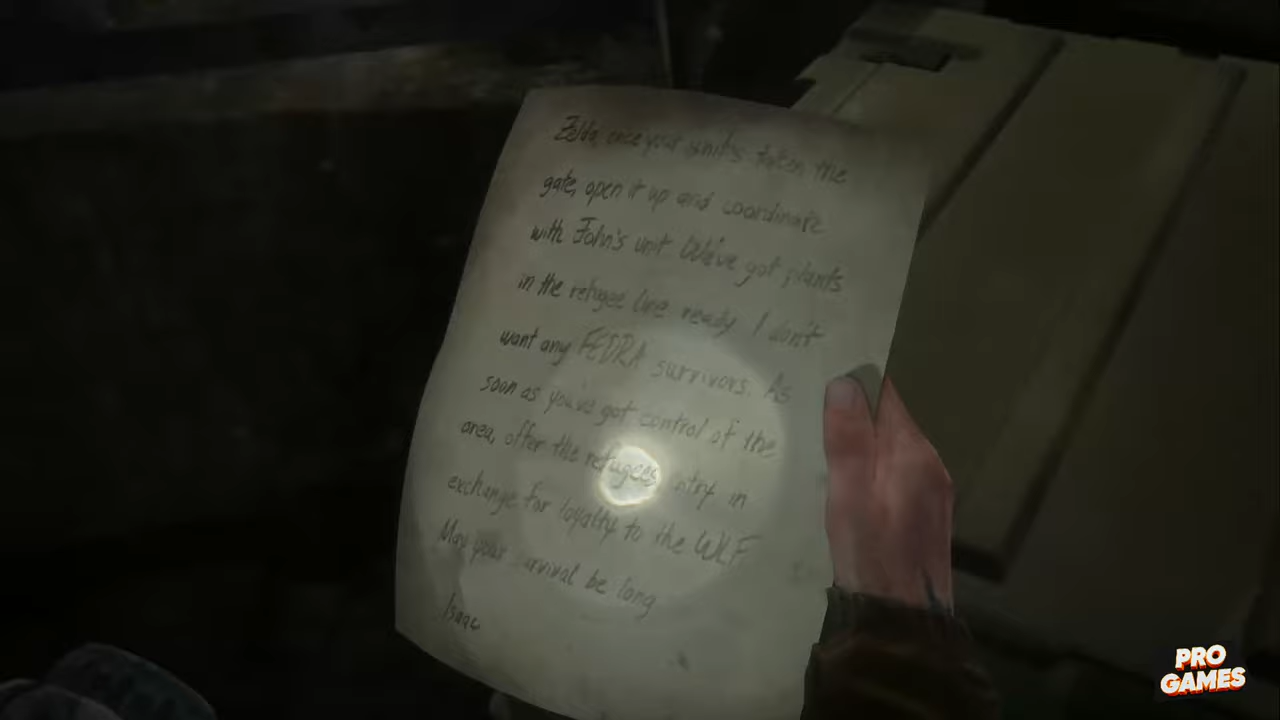 Zelda, once your unit's taken the
gate, open it up and coordinate
with John's unit We've got plants
in the refugee line ready I don't
want any FEDRA survivors. As
soon as you've got control of the
area, offer the refugees entry in
exchange for loyalty to the WLF
May your survival be long
Isaac
PRO
GAMES